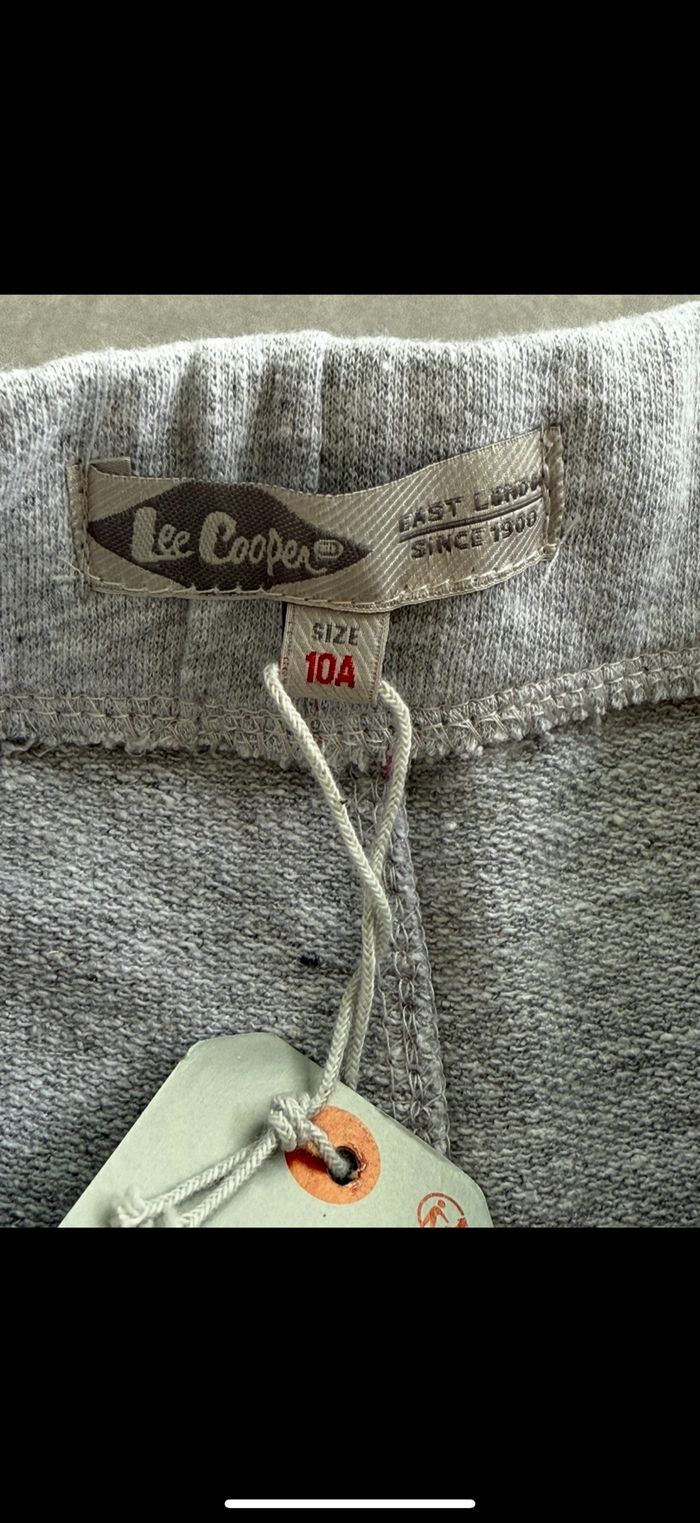 Lee Cooper
EAST LONDO
SINCE 1908
SIZE
10A